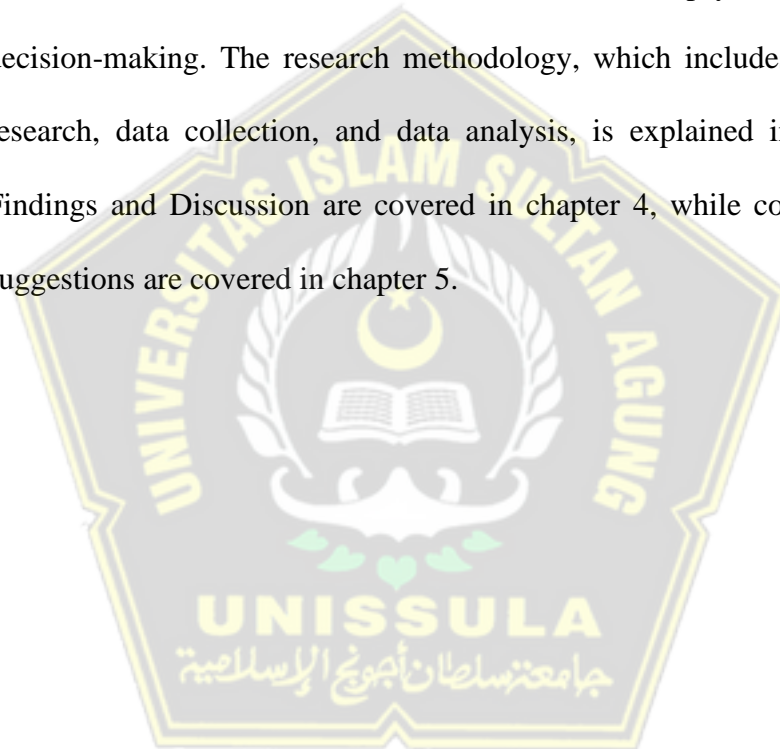 decision-making. The research methodology, which include
esearch, data collection, and data analysis, is explained i
Findings and Discussion are covered in chapter 4, while co
uggestions are covered in chapter 5.
UNIVERSITAS ISLAM SULTAN AGUNG
UNISSULA
جامعة سلطان أجونج الإسلامية